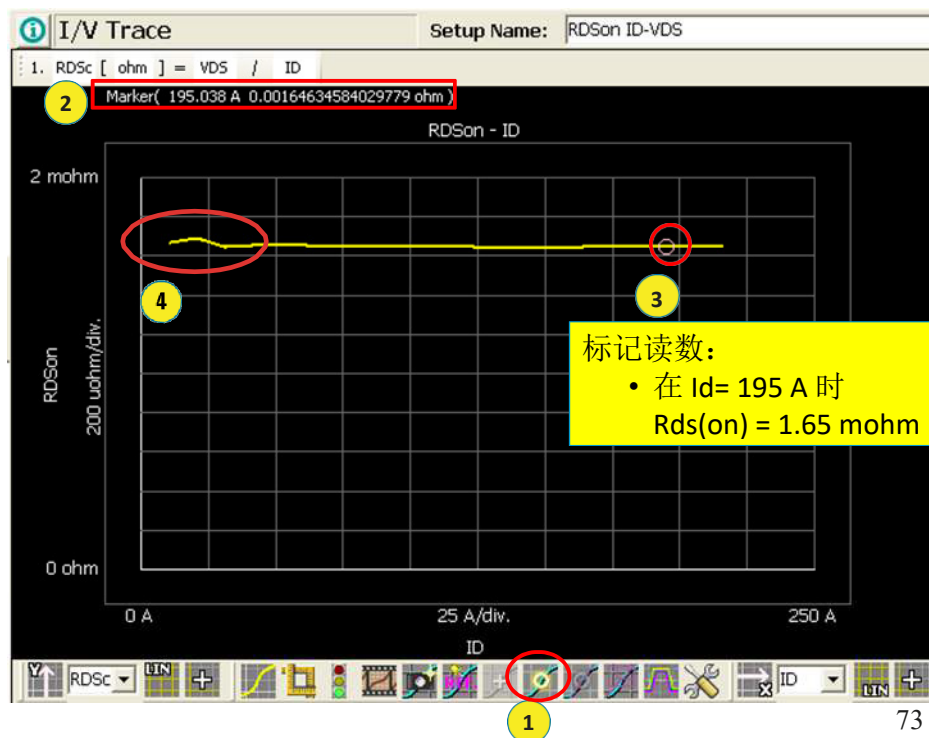 I/V Trace
Setup Name:
RDSon ID-VDS
1. RDSc [ ohm ] = VDS / ID
2
Marker( 195.038 A 0.00164634584029779 ohm )
RDSon - ID
2 mohm
4
3
标记读数：
• 在 Id= 195 A 时
Rds(on) = 1.65 mohm
RDSon
200 uohm/div.
0 ohm
0 A
25 A/div.
250 A
ID
Y
RDSc
LIN
X
ID
LIN
1
73